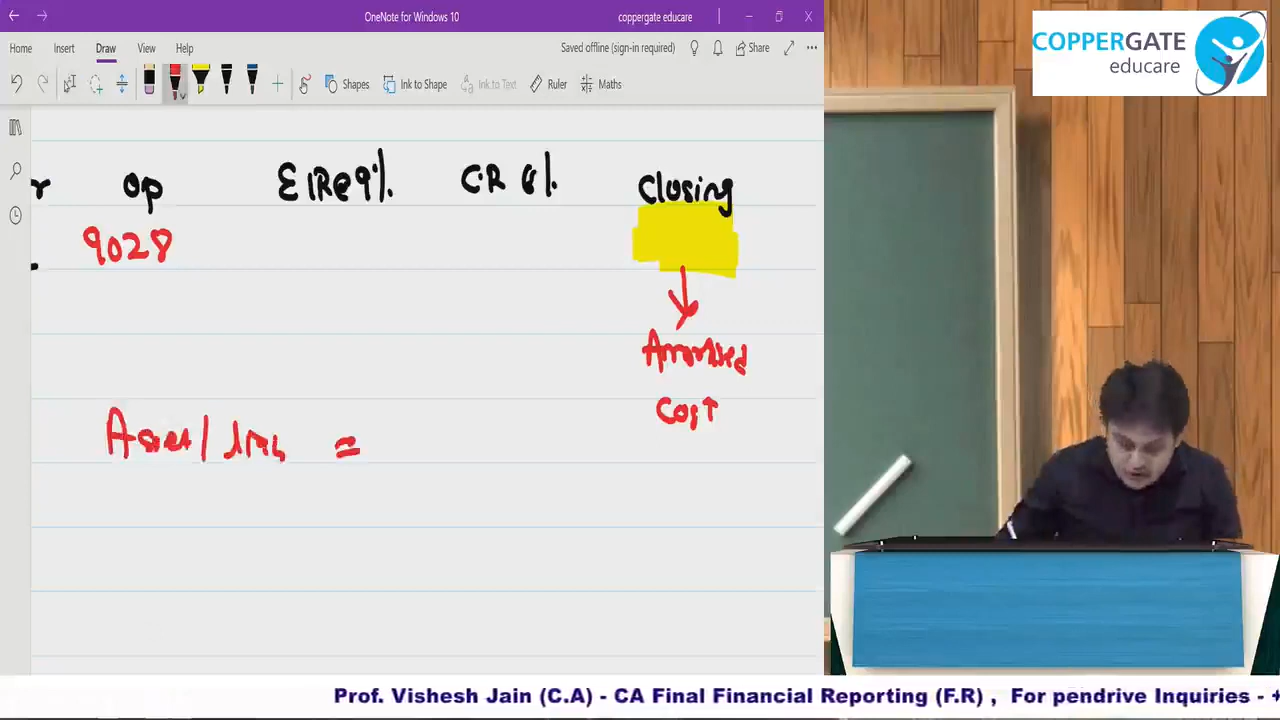 OneNote for Windows 10
coppergate educare
COPPERGATE
educare
Home Insert Draw View Help
Saved offline (sign-in required)
Share
Shapes
Ink to Shape
Ink to Text
Ruler
Maths
r Op EIR@9% C.R 6% Closing
9028
Amortised
Cost
Asset/
=
Prof. Vishesh Jain (C.A) - CA Final Financial Reporting (F.R) , For pendrive Inquiries - +